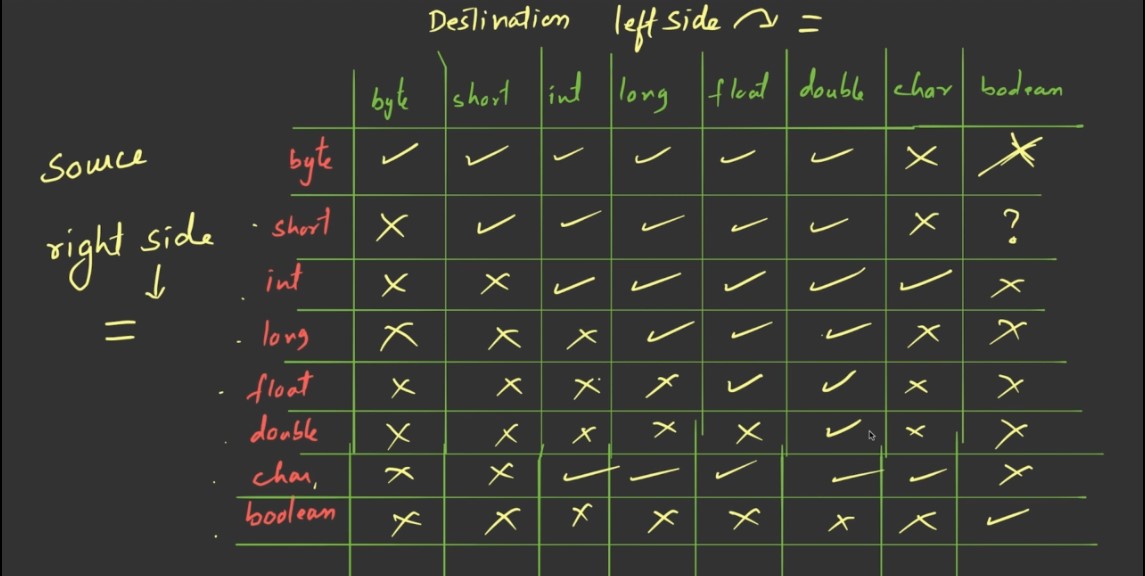 Destination left side ↷ =
byte short int long float double char boolean
Source
right side
↓
=
byte ✓ ✓ ✓ ✓ ✓ ✓ ✗ ✗
short ✗ ✓ ✓ ✓ ✓ ✓ ✗ ?
int ✗ ✗ ✓ ✓ ✓ ✓ ✓ ✗
long ✗ ✗ ✗ ✓ ✓ ✓ ✗ ✗
float ✗ ✗ ✗ ✗ ✓ ✓ ✗ ✗
double ✗ ✗ ✗ ✗ ✗ ✓ ✗ ✗
char, ✗ ✗ ✓ ✓ ✓ ✓ ✓ ✗
boolean ✗ ✗ ✗ ✗ ✗ ✗ ✗ ✓